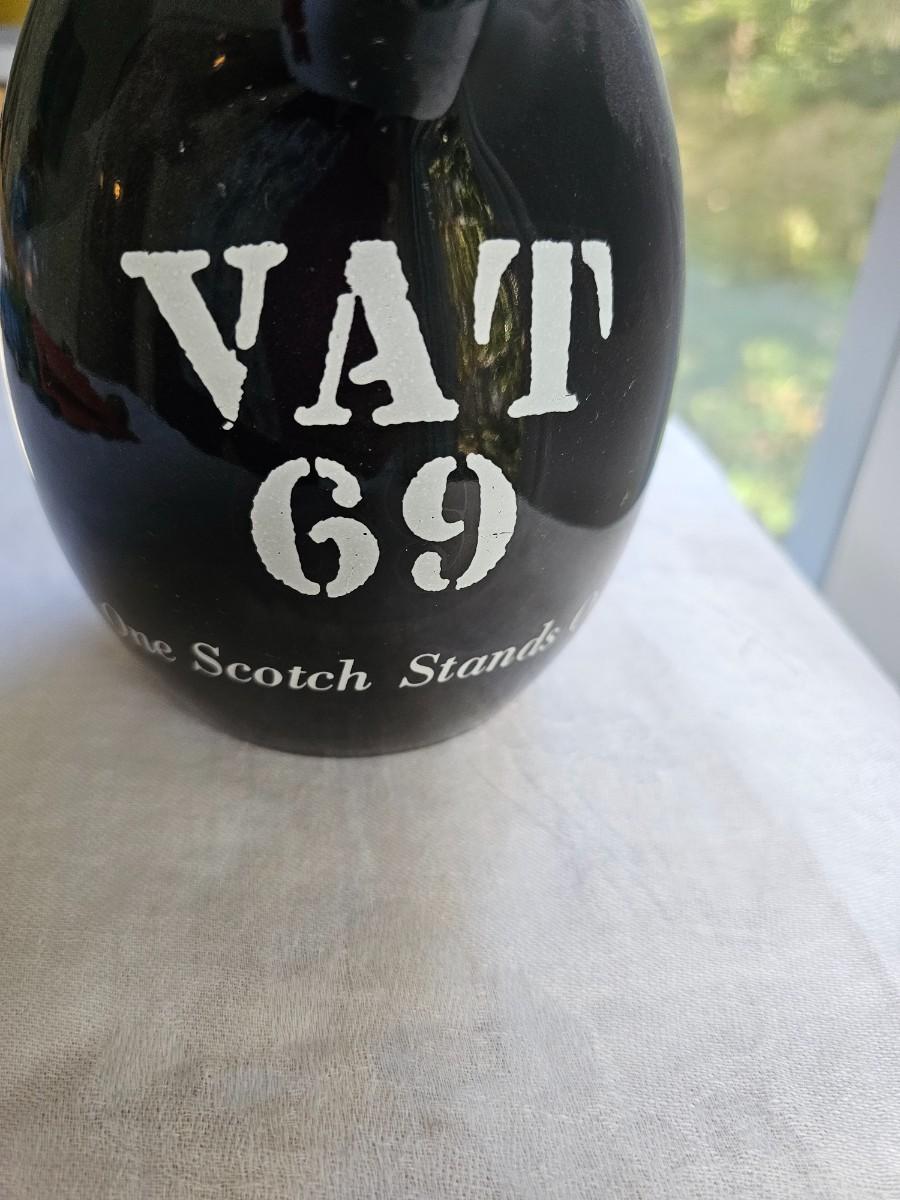 VAT
69
One Scotch Stands